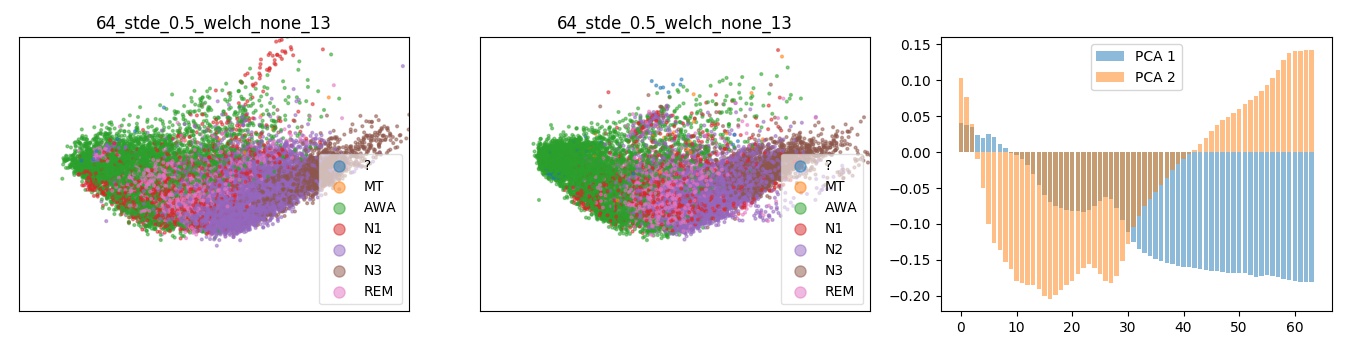 64_stde_0.5_welch_none_13
?
MT
AWA
N1
N2
N3
REM
64_stde_0.5_welch_none_13
?
MT
AWA
N1
N2
N3
REM
PCA 1
PCA 2
0.15
0.10
0.05
0.00
−0.05
−0.10
−0.15
−0.20
0 10 20 30 40 50 60